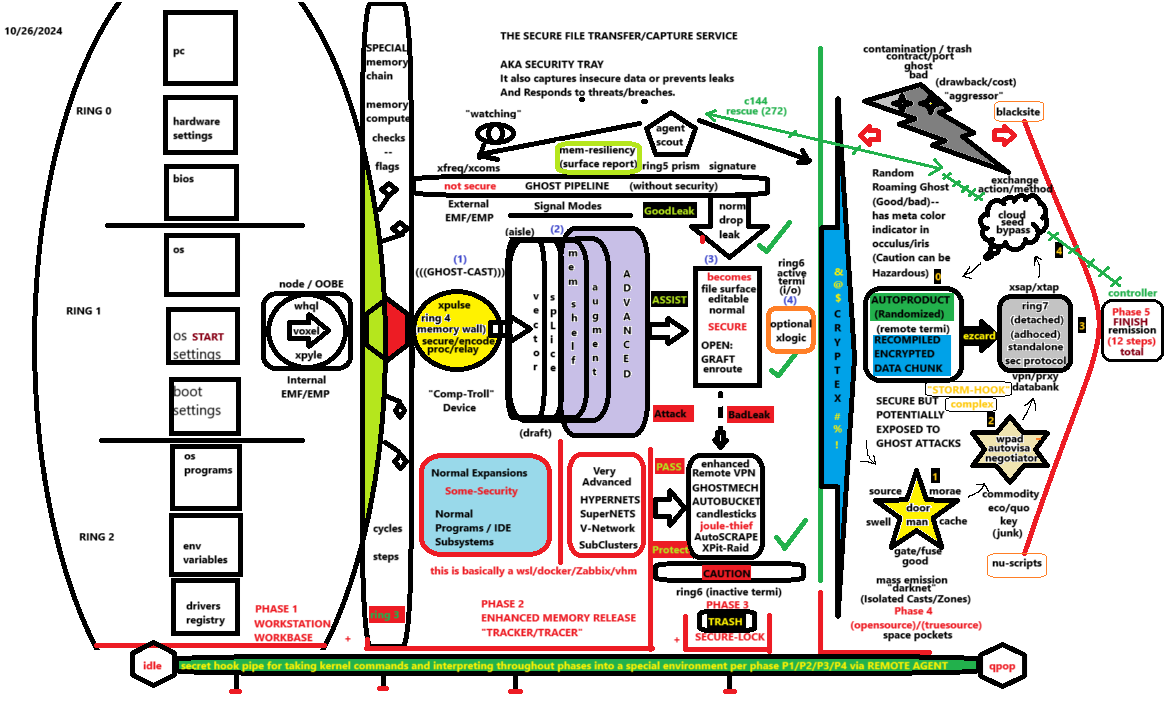 10/26/2024
RING 0
RING 1
RING 2
pc
hardware
settings
bios
os
os START
settings
boot
settings
os
programs
env
variables
drivers
registry
node / OOBE
whql
voxel
xpyle
Internal
EMF/EMP
PHASE 1
WORKSTATION
WORKBASE
+
SPECIAL
memory
chain
memory
compute
checks
--
flags
cycles
steps
ring 3
THE SECURE FILE TRANSFER/CAPTURE SERVICE
AKA SECURITY TRAY
It also captures insecure data or prevents leaks
And Responds to threats/breaches.
"watching"
agent
scout
c144
rescue (272)
mem-resiliency
(surface report)
xfreq/xcoms
ring5 prism
signature
not secure
GHOST PIPELINE
(without security)
External
EMF/EMP
Signal Modes
GoodLeak
norm
drop
leak
(aisle)
(2)
(1)
(((GHOST-CAST)))
xpulse
ring 4
memory wall)
secure/encode
proc/relay
"Comp-Troll"
Device
vector
spLice
mem shelf
augment
ADVANCED
(draft)
ASSIST
(3)
becomes
file surface
editable
normal
SECURE
OPEN:
GRAFT
enroute
ring6
active
termi
(i/o)
(4)
optional
xlogic
Attack
BadLeak
Normal Expansions
Some-Security
Normal
Programs / IDE
Subsystems
Very
Advanced
HYPERNETS
SuperNETS
V-Network
SubClusters
this is basically a wsl/docker/Zabbix/vhm
PASS
Protect
enhanced
Remote VPN
GHOSTMECH
AUTOBUCKET
candlesticks
joule-thief
AutoSCRAPE
XPit-Raid
CAUTION
ring6 (inactive termi)
PHASE 2
ENHANCED MEMORY RELEASE
"TRACKER/TRACER"
PHASE 3
TRASH
+
SECURE-LOCK
&@$CRYPTEX#%!
contamination / trash
contract/port
ghost
bad
(drawback/cost)
"aggressor"
blacksite
Random
Roaming Ghost
(Good/bad)--
has meta color
indicator in
occulus/iris
(Caution can be
Hazardous)
0
exchange
action/method
cloud
seed
bypass
4
controller
AUTOPRODUCT
(Randomized)
(remote termi)
RECOMPILED
ENCRYPTED
DATA CHUNK
ezcard
xsap/xtap
ring7
(detached)
(adhoced)
standalone
sec protocol
3
vpn/prxy
databank
Phase 5
FINISH
remission
(12 steps)
total
"STORM-HOOK"
complex
SECURE BUT
POTENTIALLY
EXPOSED TO
GHOST ATTACKS
2
wpad
autovisa
negotiator
commodity
eco/quo
key
(junk)
1
source
morae
door
man
swell
cache
gate/fuse
good
nu-scripts
mass emission
"darknet"
(Isolated Casts/Zones)
Phase 4
(opensource)/(truesource)
space pockets
idle
secret hook pipe for taking kernel commands and interpreting throughout phases into a special environment per phase P1/P2/P3/P4 via REMOTE AGENT
qpop